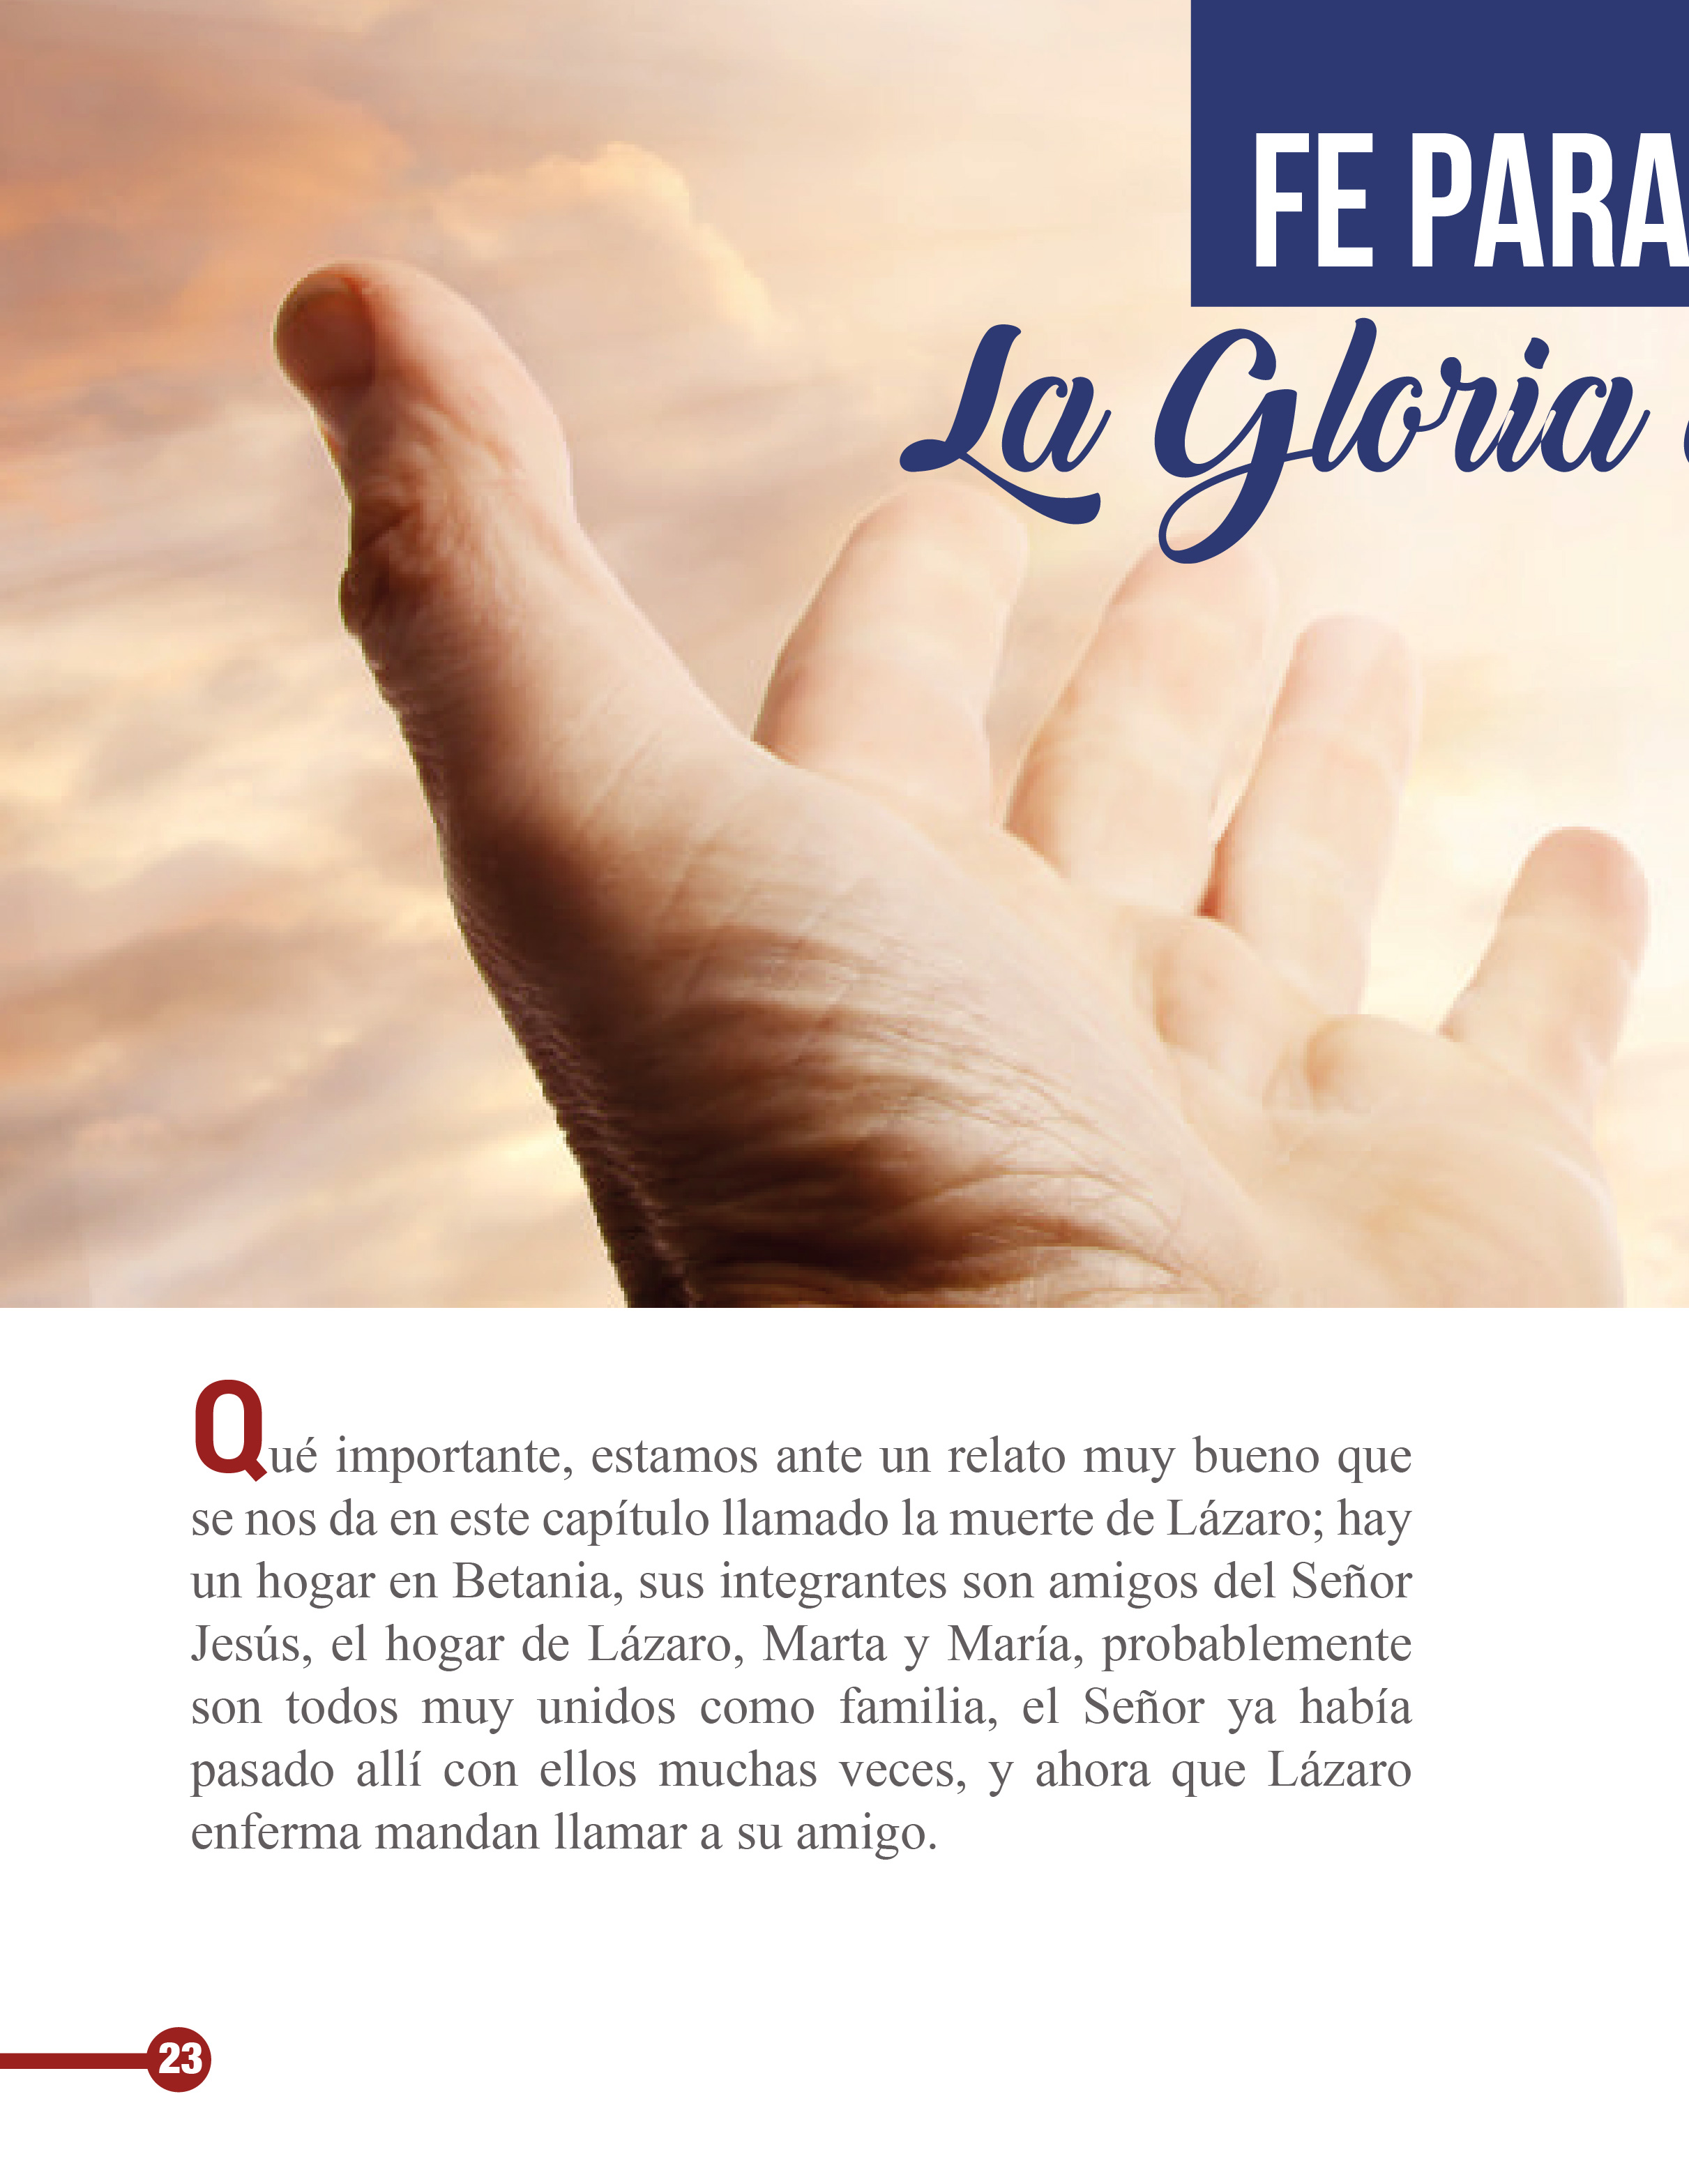 FE PARA
La Gloria
Qué importante, estamos ante un relato muy bueno que
se nos da en este capítulo llamado la muerte de Lázaro; hay
un hogar en Betania, sus integrantes son amigos del Señor
Jesús, el hogar de Lázaro, Marta y María, probablemente
son todos muy unidos como familia, el Señor ya había
pasado allí con ellos muchas veces, y ahora que Lázaro
enferma mandan llamar a su amigo.
23